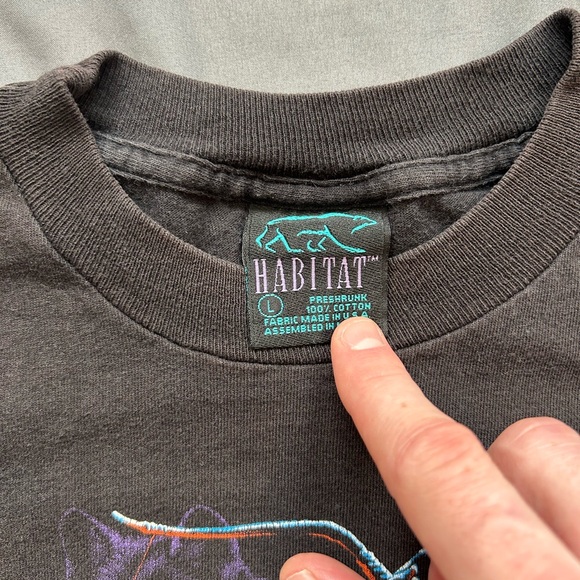 HABITAT™
L
PRESHRUNK
100% COTTON
FABRIC MADE IN U.S.A
ASSEMBLED IN